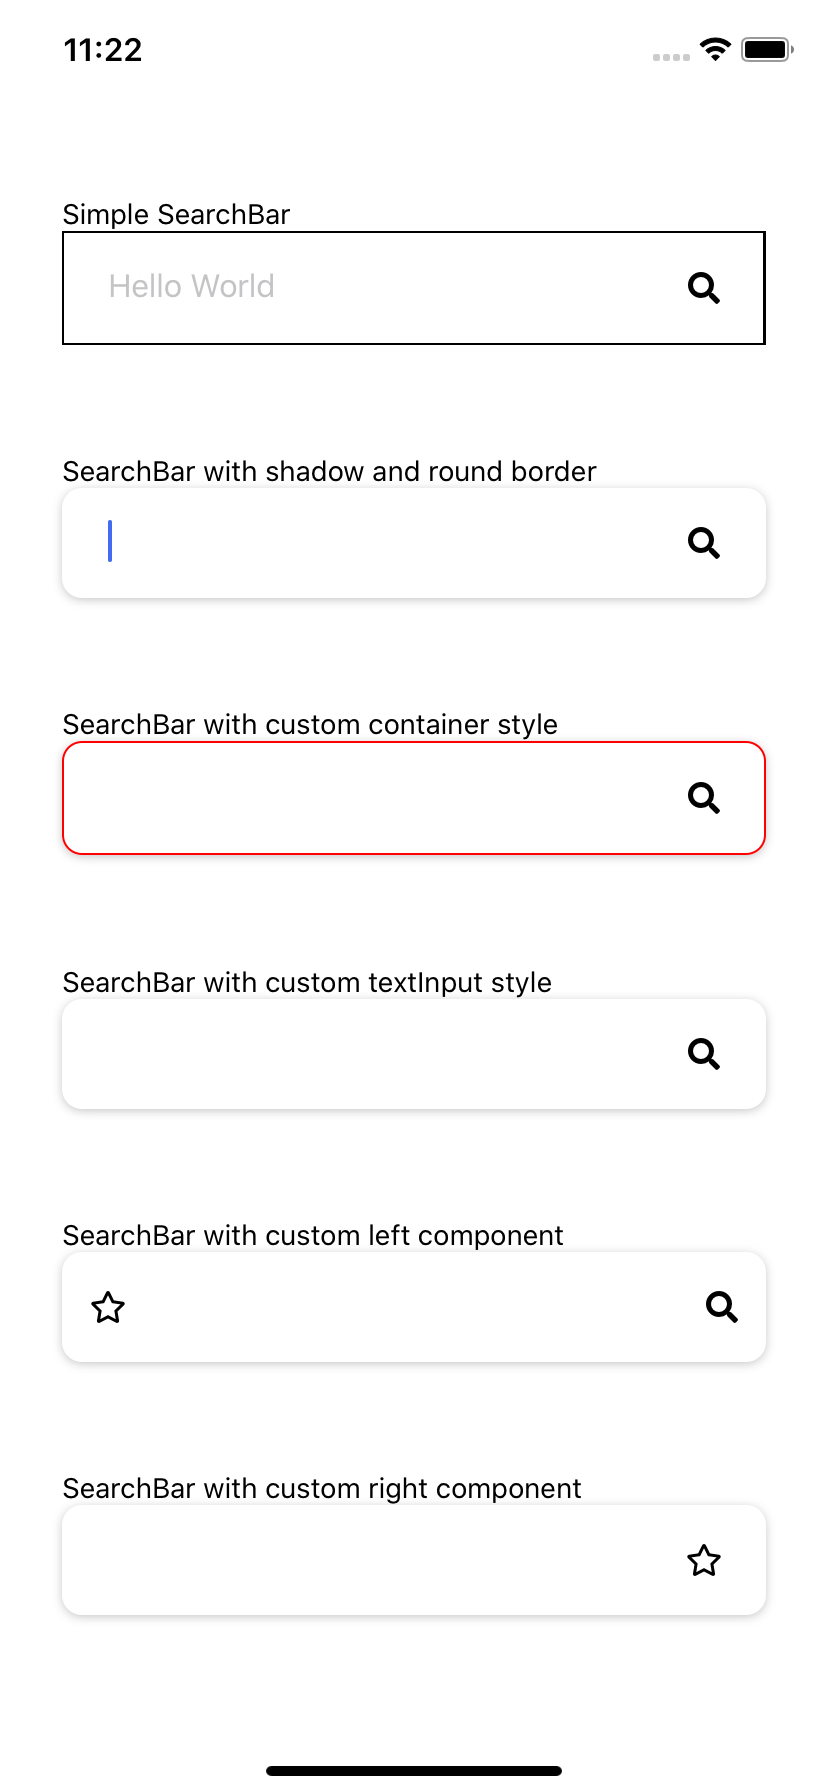 11:22
Simple SearchBar
Hello World
SearchBar with shadow and round border
SearchBar with custom container style
SearchBar with custom textInput style
SearchBar with custom left component
SearchBar with custom right component